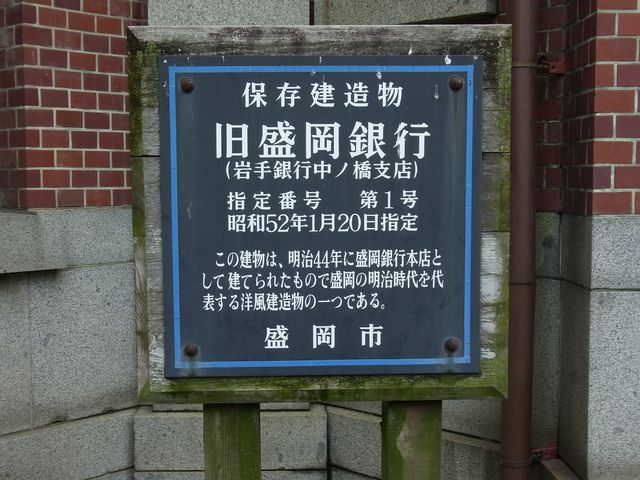 保存建造物
旧盛岡銀行
(岩手銀行中ノ橋支店)
指定番号　第1号
昭和52年1月20日指定
この建物は、明治44年に盛岡銀行本店と
して建てられたもので盛岡の明治時代を代
表する洋風建造物の一つである。
盛岡市